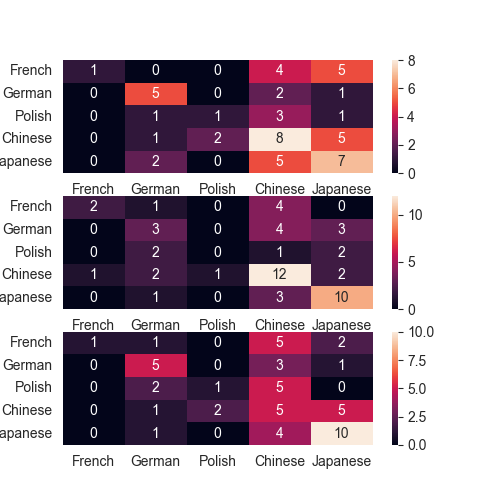 French 1 0 0 4 5
German 0 5 0 2 1
Polish 0 1 1 3 1
Chinese 0 1 2 8 5
apanese 0 2 0 5 7
French German Polish Chinese Japanese
8
6
4
2
0
French 2 1 0 4 0
German 0 3 0 4 3
Polish 0 2 0 1 2
Chinese 1 2 1 12 2
apanese 0 1 0 3 10
French German Polish Chinese Japanese
10
5
0
French 1 1 0 5 2
German 0 5 0 3 1
Polish 0 2 1 5 0
Chinese 0 1 2 5 5
apanese 0 1 0 4 10
French German Polish Chinese Japanese
10.0
7.5
5.0
2.5
0.0